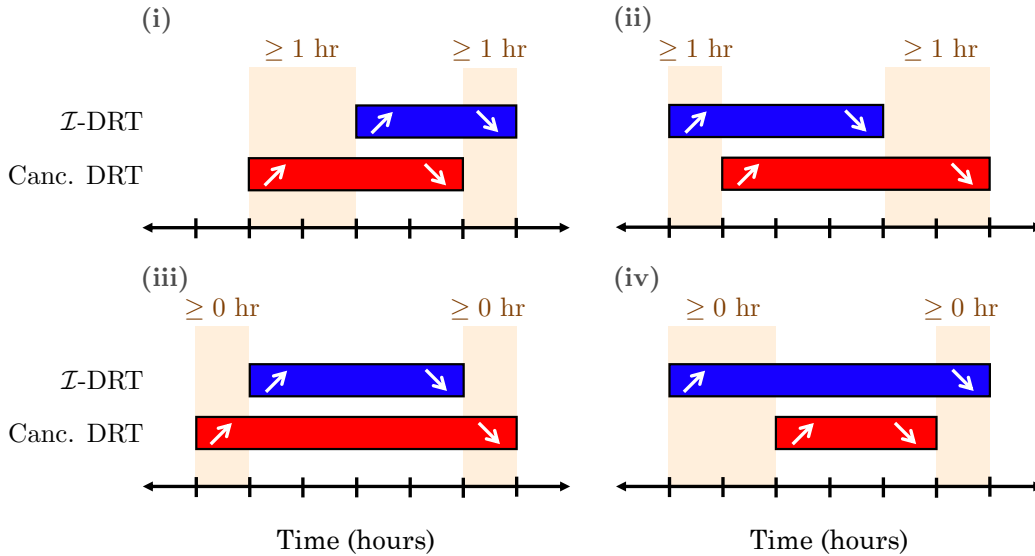 (i)
≥ 1 hr ≥ 1 hr
ℐ-DRT
Canc. DRT
(ii)
≥ 1 hr ≥ 1 hr
(iii)
≥ 0 hr ≥ 0 hr
ℐ-DRT
Canc. DRT
Time (hours)
(iv)
≥ 0 hr ≥ 0 hr
Time (hours)